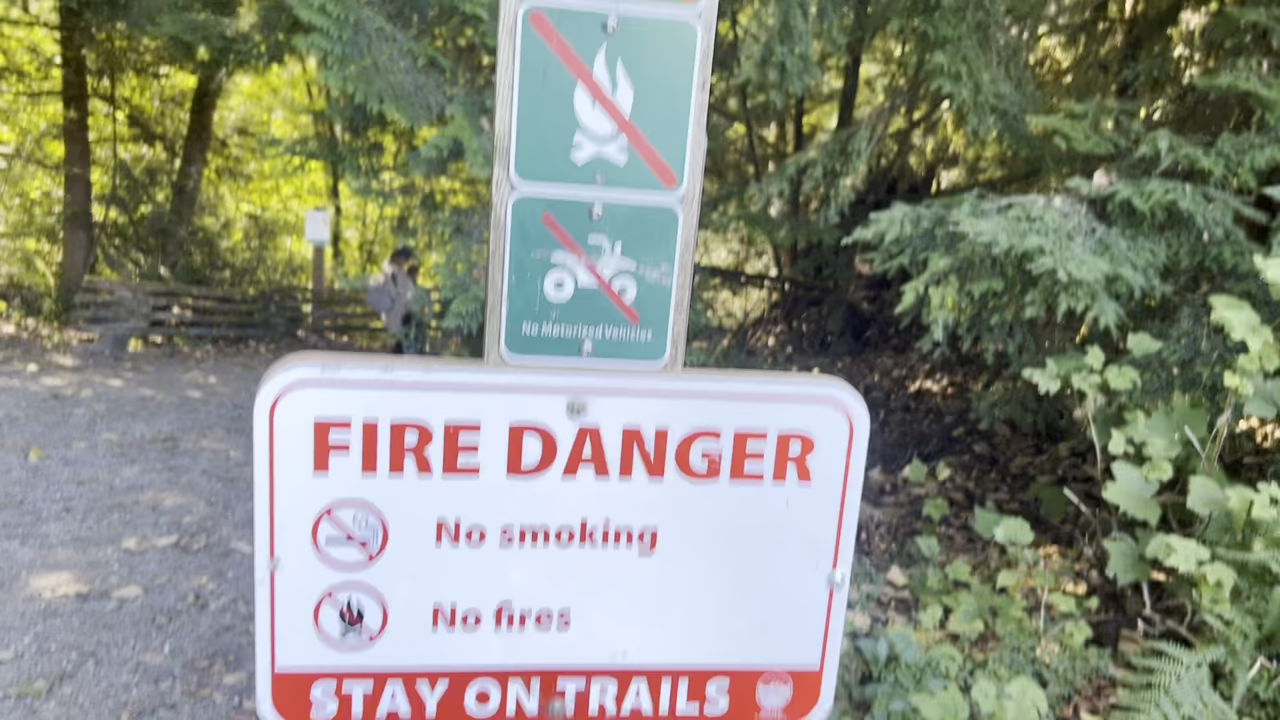 No Motorized Vehicles
FIRE DANGER
No smoking
No fires
STAY ON TRAILS